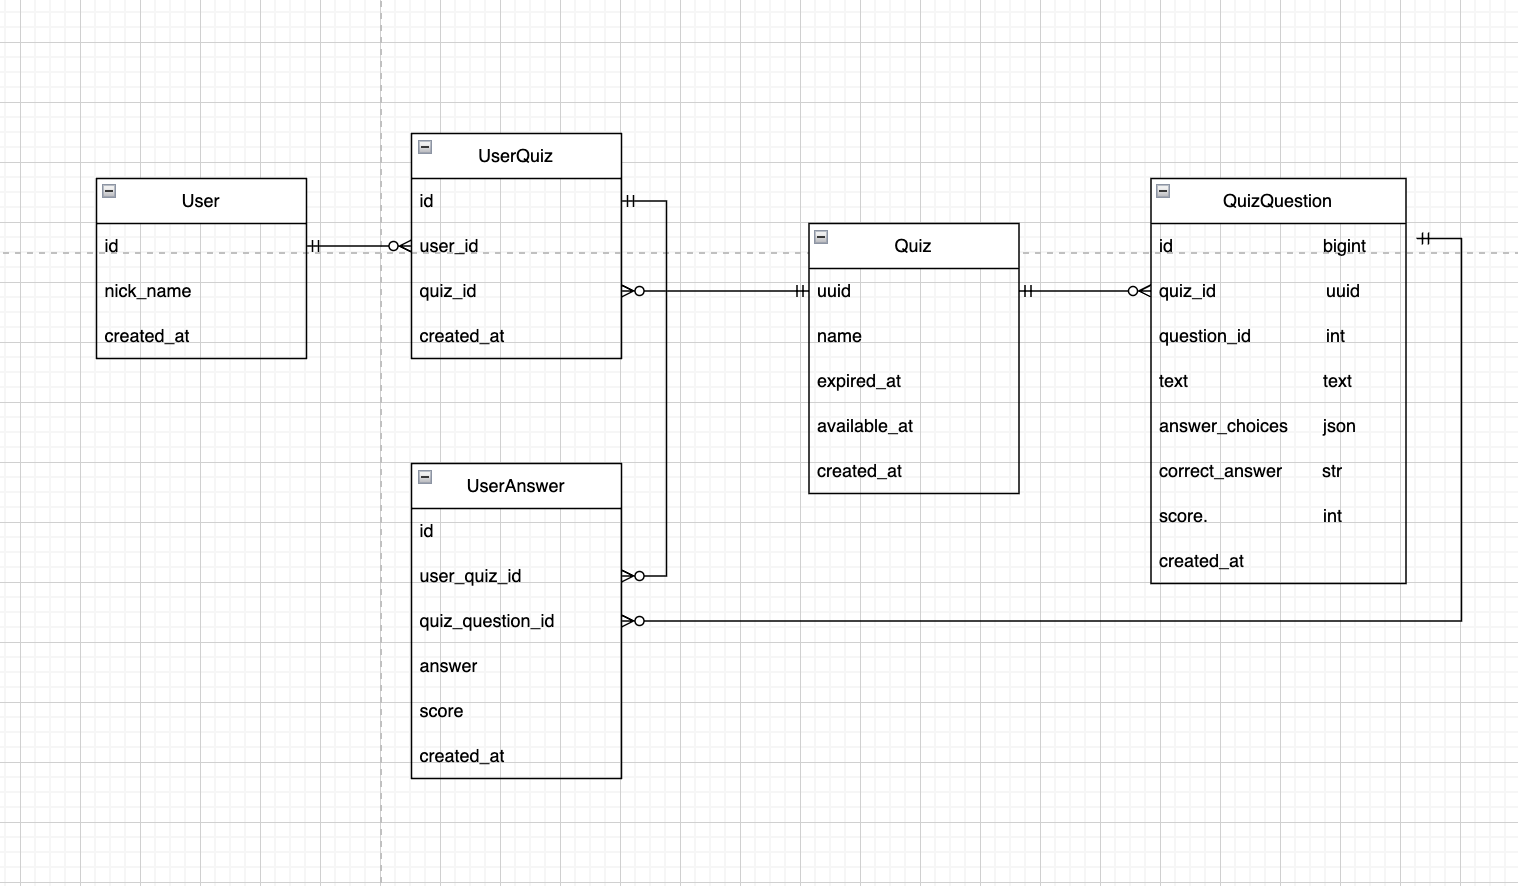 User
id
nick_name
created_at
UserQuiz
id
user_id
quiz_id
created_at
UserAnswer
id
user_quiz_id
quiz_question_id
answer
score
created_at
Quiz
uuid
name
expired_at
available_at
created_at
QuizQuestion
id bigint
quiz_id uuid
question_id int
text text
answer_choices json
correct_answer str
score. int
created_at